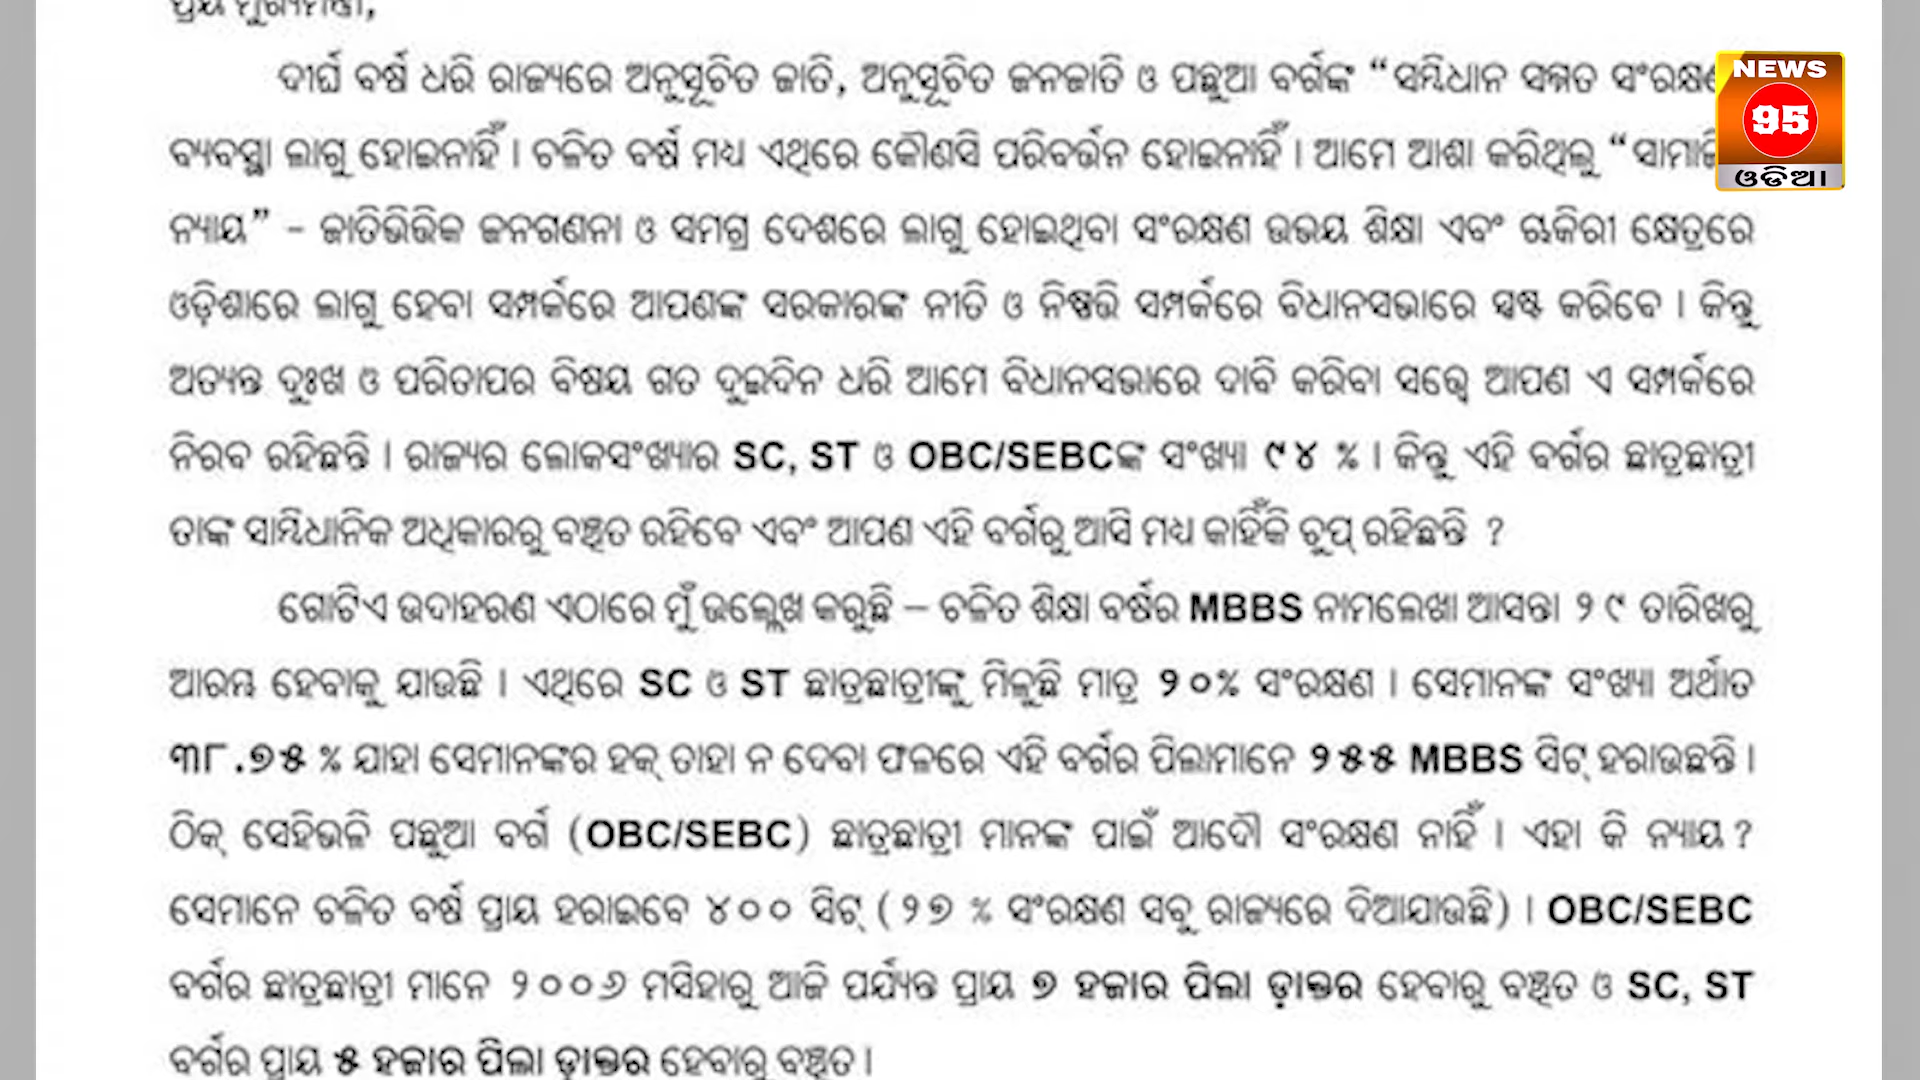 ପ୍ରିୟ ମୁଖ୍ୟମନ୍ତ୍ରୀ,
ଦୀର୍ଘ ବର୍ଷ ଧରି ରାଜ୍ୟରେ ଅନୁସୂଚିତ ଜାତି, ଅନୁସୂଚିତ ଜନଜାତି ଓ ପଛୁଆ ବର୍ଗଙ୍କ “ସମ୍ବିଧାନ ସମ୍ମତ ସଂରକ୍ଷଣ
ବ୍ୟବସ୍ଥା ଲାଗୁ ହୋଇନାହିଁ । ଚଳିତ ବର୍ଷ ମଧ୍ୟ ଏଥିରେ କୌଣସି ପରିବର୍ତ୍ତନ ହୋଇନାହିଁ । ଆମେ ଆଶା କରିଥିଲୁ “
ନ୍ୟାୟ” – ଜାତିଭିତ୍ତିକ ଜନଗଣନା ଓ ସମଗ୍ର ଦେଶରେ ଲାଗୁ ହୋଇଥିବା ସଂରକ୍ଷଣ ଉଭୟ ଶିକ୍ଷା ଏବଂ ଚାକିରୀ କ୍ଷେତ୍ରରେ
ଓଡ଼ିଶାରେ ଲାଗୁ ହେବା ସମ୍ପର୍କରେ ଆପଣଙ୍କ ସରକାରଙ୍କ ନୀତି ଓ ନିଷ୍ପତ୍ତି ସମ୍ପର୍କରେ ବିଧାନସଭାରେ ସ୍ପଷ୍ଟ କରିବେ । କିନ୍ତୁ
ଅତ୍ୟନ୍ତ ଦୁଃଖ ଓ ପରିତାପର ବିଷୟ ଗତ ଦୁଇଦିନ ଧରି ଆମେ ବିଧାନସଭାରେ ଦାବି କରିବା ସତ୍ତ୍ୱେ ଆପଣ ଏ ସମ୍ପର୍କରେ
ନିରବ ରହିଛନ୍ତି । ରାଜ୍ୟର ଲୋକସଂଖ୍ୟାର SC, ST ଓ OBC/SEBCଙ୍କ ସଂଖ୍ୟା ୯୪ % । କିନ୍ତୁ ଏହି ବର୍ଗର ଛାତ୍ରଛାତ୍ରୀ
ତାଙ୍କ ସାମ୍ବିଧାନିକ ଅଧିକାରରୁ ବଞ୍ଚିତ ରହିବେ ଏବଂ ଆପଣ ଏହି ବର୍ଗରୁ ଆସି ମଧ୍ୟ କାହିଁକି ଚୁପ୍ ରହିଛନ୍ତି ?
ଗୋଟିଏ ଉଦାହରଣ ଏଠାରେ ମୁଁ ଉଲ୍ଲେଖ କରୁଛି – ଚଳିତ ଶିକ୍ଷା ବର୍ଷର MBBS ନାମଲେଖା ଆସନ୍ତା ୨୯ ତାରିଖରୁ
ଆରମ୍ଭ ହେବାକୁ ଯାଉଛି । ଏଥିରେ SC ଓ ST ଛାତ୍ରଛାତ୍ରୀଙ୍କୁ ମିଳୁଛି ମାତ୍ର ୨୦% ସଂରକ୍ଷଣ । ସେମାନଙ୍କ ସଂଖ୍ୟା ଅର୍ଥାତ
୩୮.୭୫ % ଯାହା ସେମାନଙ୍କର ହକ୍ ତାହା ନ ଦେବା ଫଳରେ ଏହି ବର୍ଗର ପିଲାମାନେ ୨୫୫ MBBS ସିଟ୍ ହରାଉଛନ୍ତି ।
ଠିକ୍ ସେହିଭଳି ପଛୁଆ ବର୍ଗ (OBC/SEBC) ଛାତ୍ରଛାତ୍ରୀ ମାନଙ୍କ ପାଇଁ ଆଦୌ ସଂରକ୍ଷଣ ନାହିଁ । ଏହା କି ନ୍ୟାୟ ?
ସେମାନେ ଚଳିତ ବର୍ଷ ପ୍ରାୟ ହରାଇବେ ୪୦୦ ସିଟ୍ (୨୭ % ସଂରକ୍ଷଣ ସବୁ ରାଜ୍ୟରେ ଦିଆଯାଉଛି) । OBC/SEBC
ବର୍ଗର ଛାତ୍ରଛାତ୍ରୀ ମାନେ ୨୦୦୬ ମସିହାରୁ ଆଜି ପର୍ଯ୍ୟନ୍ତ ପ୍ରାୟ ୭ ହଜାର ପିଲା ଡ଼ାକ୍ତର ହେବାରୁ ବଞ୍ଚିତ ଓ SC, ST
ବର୍ଗର ପ୍ରାୟ ୫ ହଜାର ପିଲା ଡ଼ାକ୍ତର ହେବାରୁ ବଞ୍ଚିତ ।
NEWS
95
ଓଡିଆ